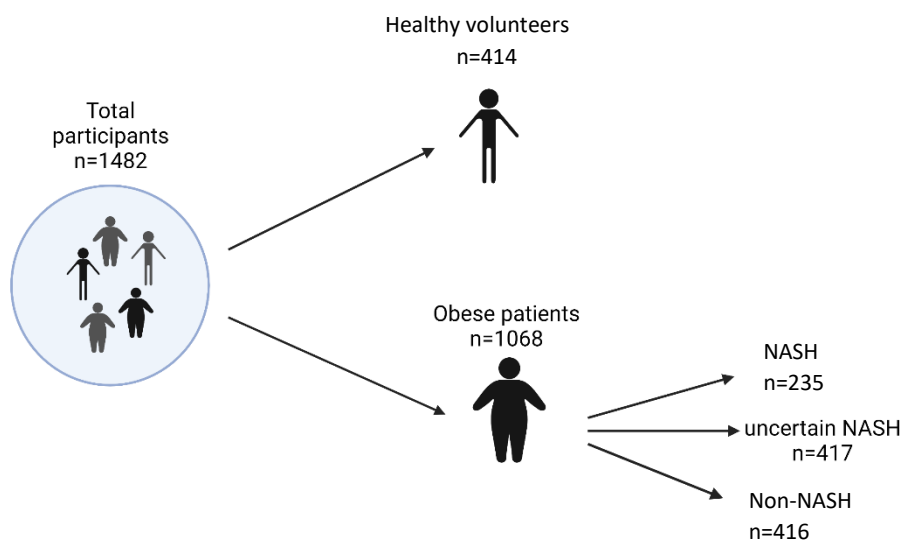 Healthy volunteers
n=414
Total
participants
n=1482
Obese patients
n=1068
NASH
n=235
uncertain NASH
n=417
Non-NASH
n=416